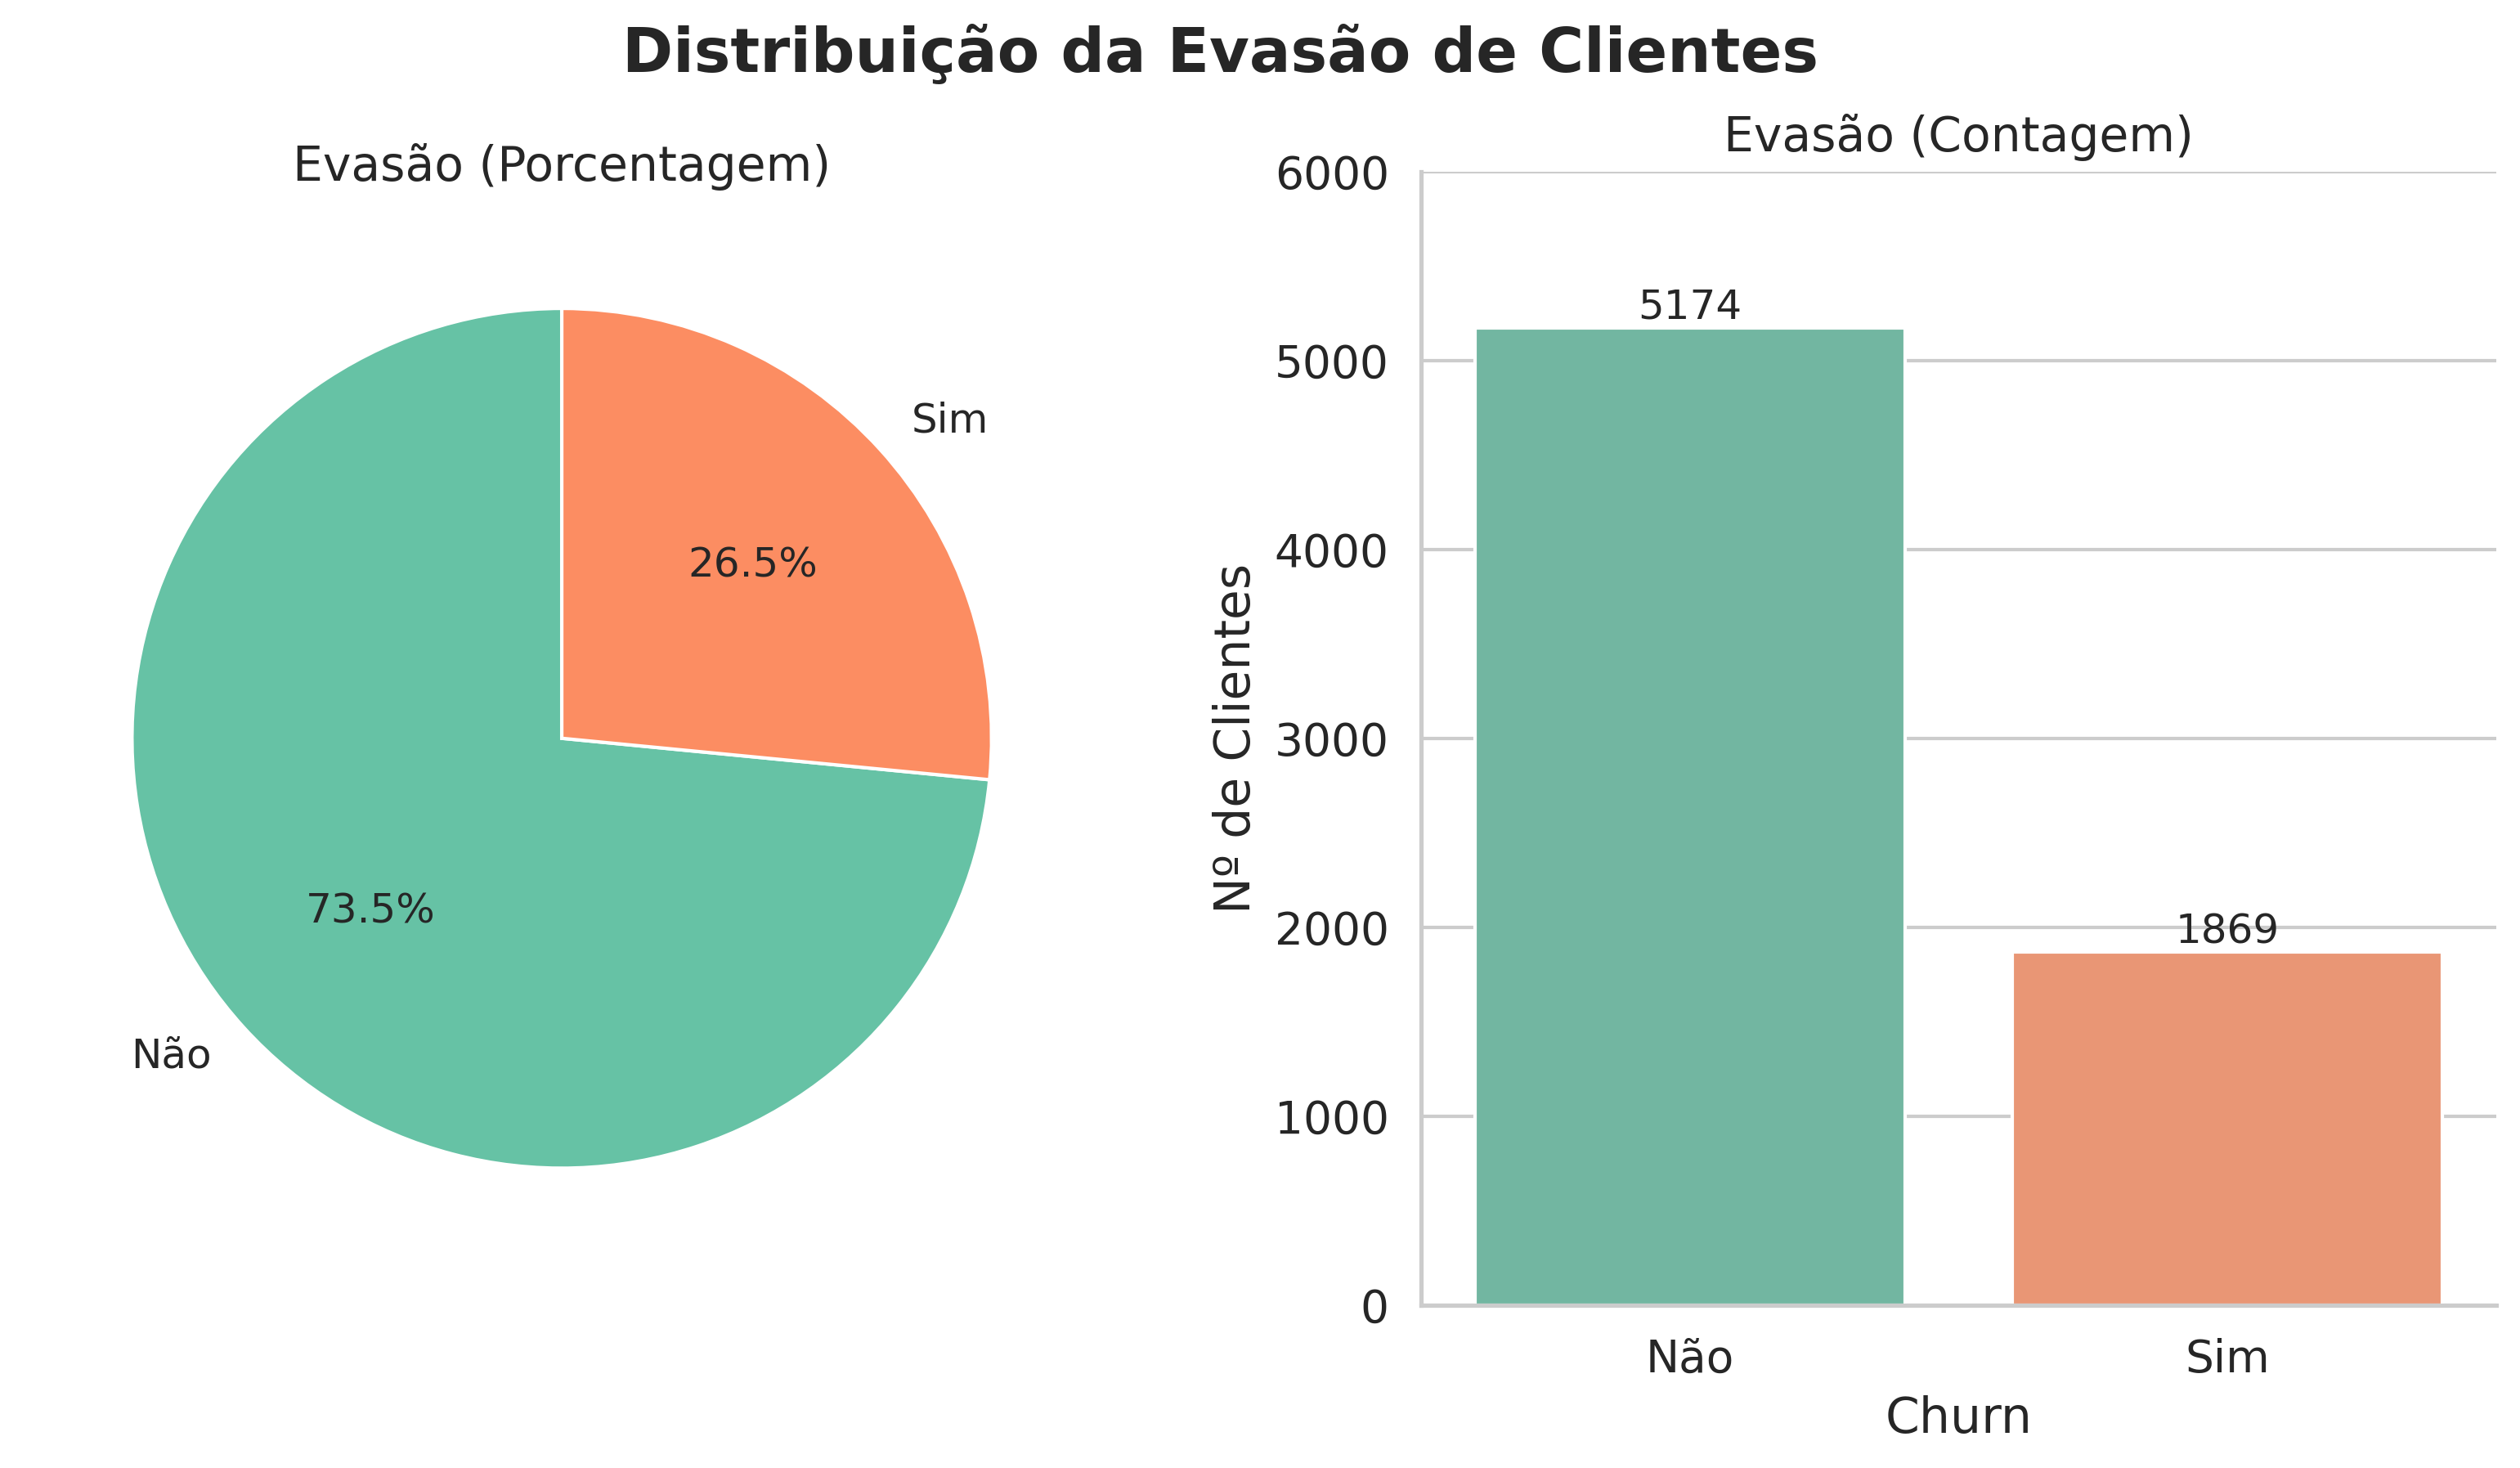 Distribuição da Evasão de Clientes
Evasão (Porcentagem)
Sim
26.5%
73.5%
Não
Evasão (Contagem)
Nº de Clientes
6000
5000
4000
3000
2000
1000
0
5174
1869
Não
Sim
Churn